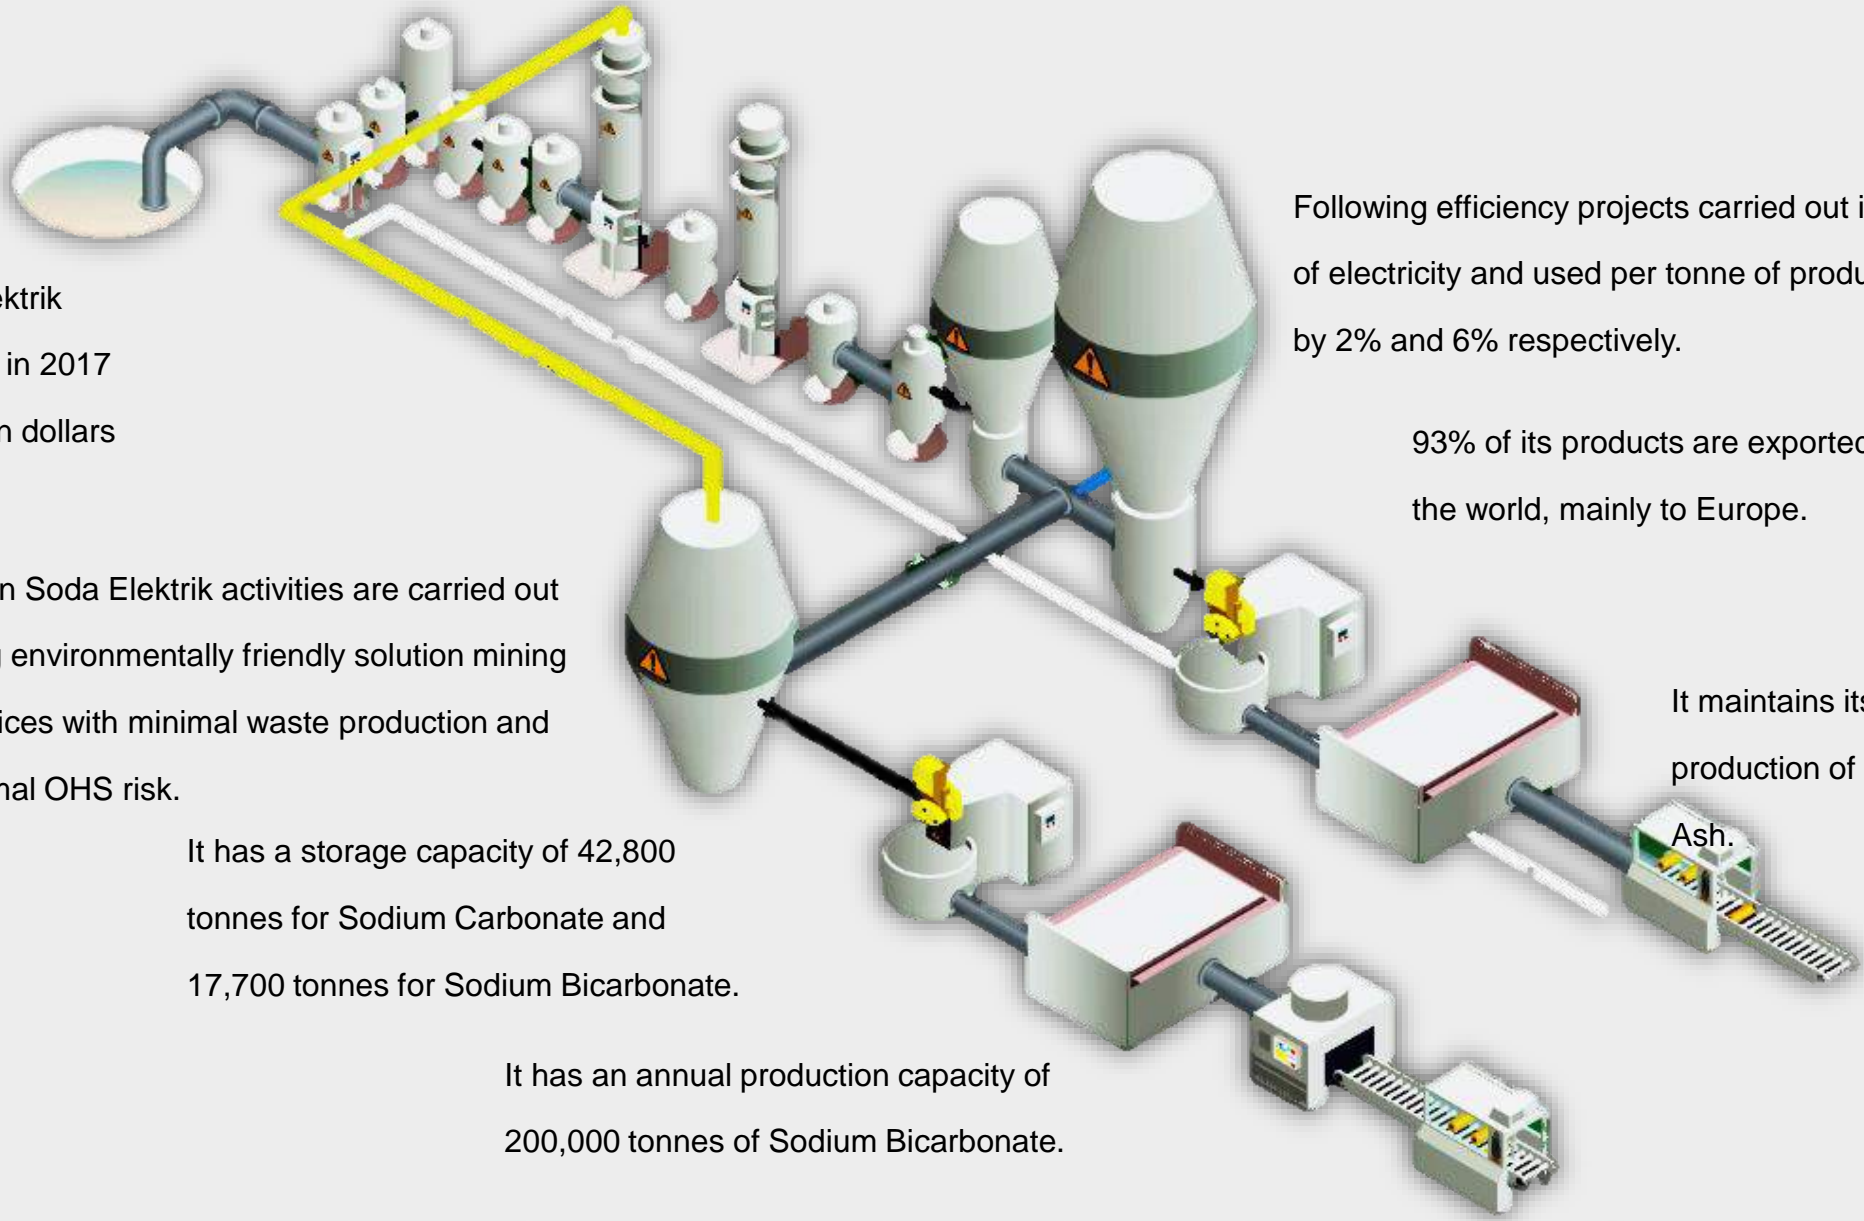 Following efficiency projects carried out i
of electricity and used per tonne of produ
by 2% and 6% respectively.
ektrik
in 2017
n dollars
93% of its products are exported
the world, mainly to Europe.
n Soda Elektrik activities are carried out
g environmentally friendly solution mining
ices with minimal waste production and
nal OHS risk.
It maintains its
production of
Ash.
It has a storage capacity of 42,800
tonnes for Sodium Carbonate and
17,700 tonnes for Sodium Bicarbonate.
It has an annual production capacity of
200,000 tonnes of Sodium Bicarbonate.